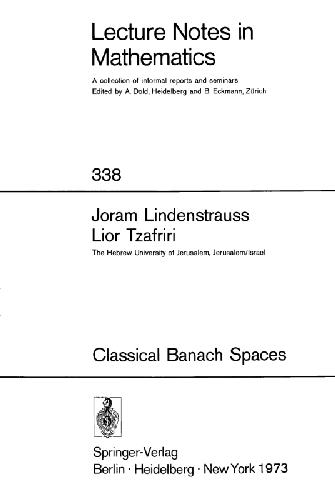 Lecture Notes in
Mathematics
A collection of informal reports and seminars
Edited by A. Dold, Heidelberg and B. Eckmann, Zürich
338
Joram Lindenstrauss
Lior Tzafriri
The Hebrew University of Jerusalem, Jerusalem/Israel
Classical Banach Spaces
Springer-Verlag
Berlin · Heidelberg · New York 1973